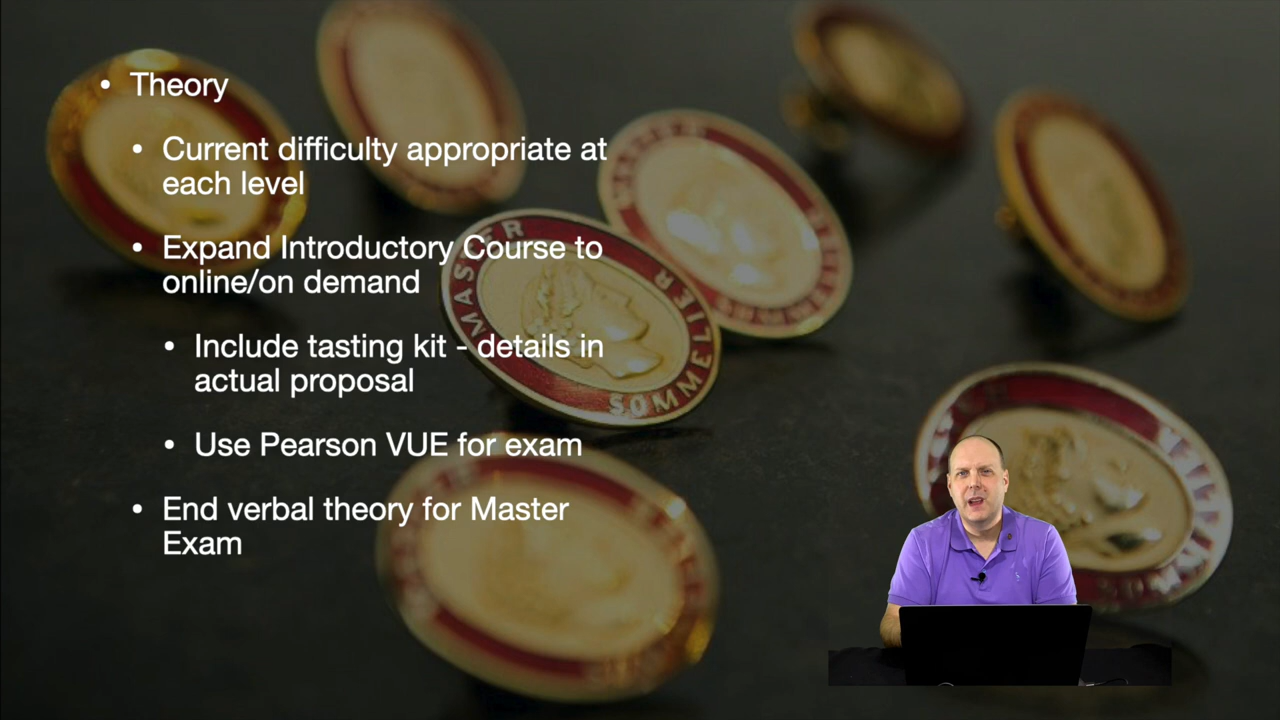 • Theory
• Current difficulty appropriate at
each level
• Expand Introductory Course to
online/on demand
• Include tasting kit - details in
actual proposal
• Use Pearson VUE for exam
• End verbal theory for Master
Exam
MASTER SOMMELIER